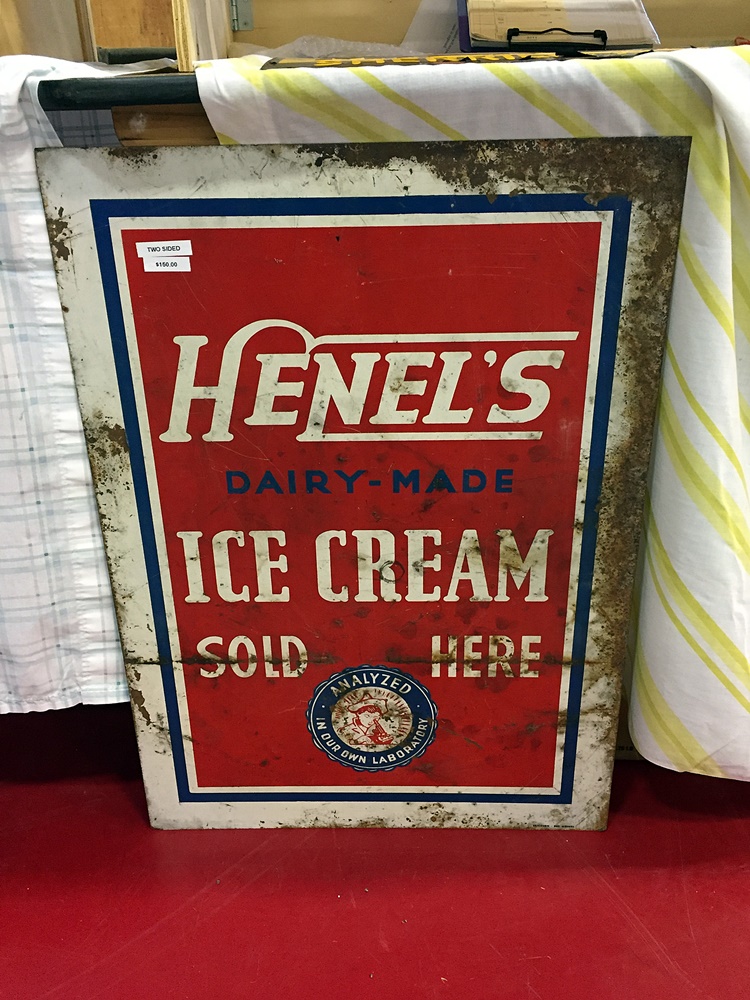 TWO SIDED
$150.00
HENEL'S
DAIRY-MADE
ICE CREAM
SOLD HERE
ANALYZED
IN OUR OWN LABORATORY